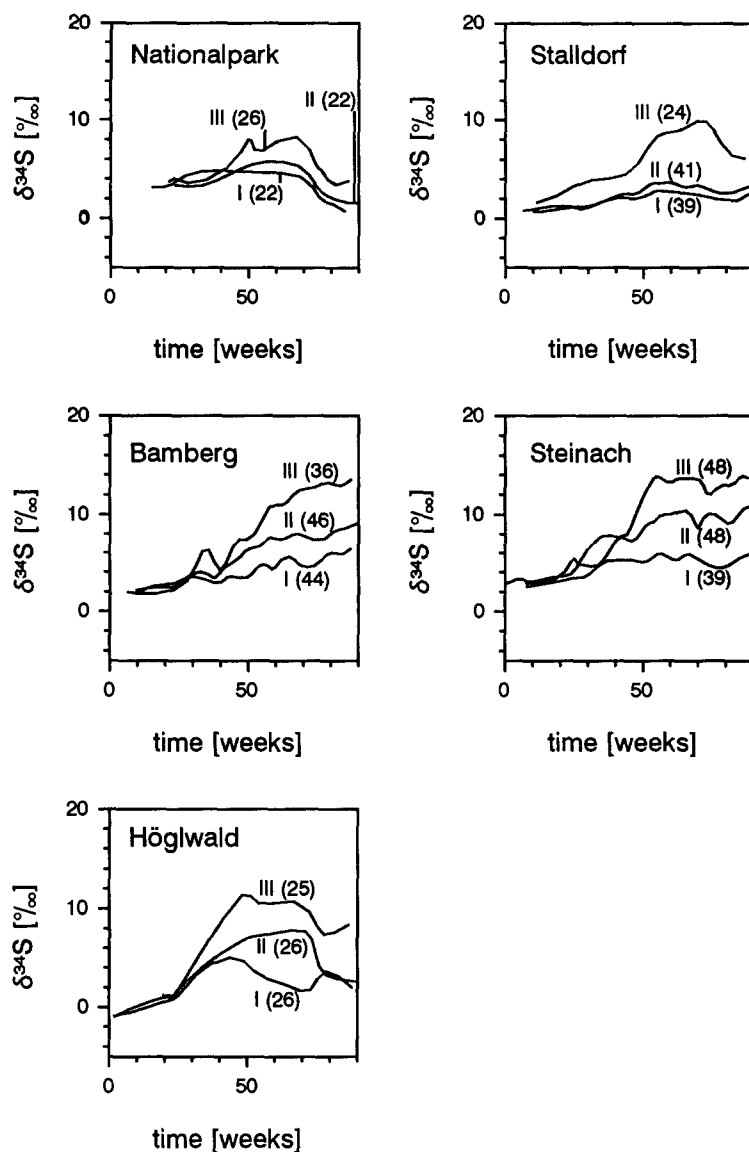 20
10
0
δ³⁴S [°/∞]
Nationalpark
III (26)
II (22)
I (22)
0
50
time [weeks]
20
10
0
δ³⁴S [°/∞]
Stalldorf
III (24)
II (41)
I (39)
0
50
time [weeks]
20
10
0
δ³⁴S [°/∞]
Bamberg
III (36)
II (46)
I (44)
0
50
time [weeks]
20
10
0
δ³⁴S [°/∞]
Steinach
III (48)
II (48)
I (39)
0
50
time [weeks]
20
10
0
δ³⁴S [°/∞]
Höglwald
III (25)
II (26)
I (26)
0
50
time [weeks]